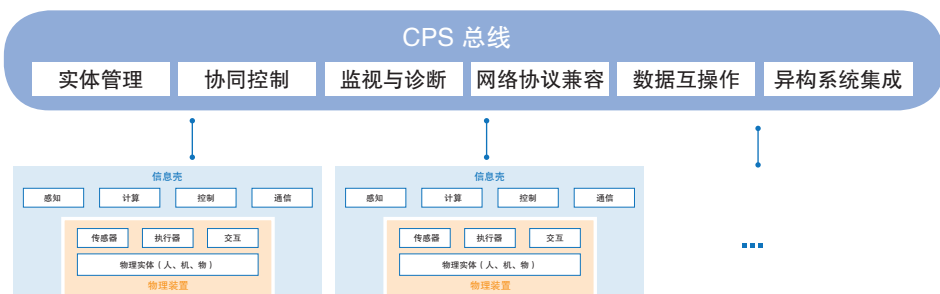 CPS 总线
实体管理 协同控制 监视与诊断 网络协议兼容 数据互操作 异构系统集成
信息壳 信息壳
感知 计算 控制 通信 感知 计算 控制 通信
传感器 执行器 交互 传感器 执行器 交互
物理实体（人、机、物） 物理实体（人、机、物）
物理装置 物理装置